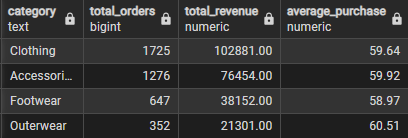 category total_orders total_revenue average_purchase
text bigint numeric numeric
Clothing 1725 102881.00 59.64
Accessori... 1276 76454.00 59.92
Footwear 647 38152.00 58.97
Outerwear 352 21301.00 60.51